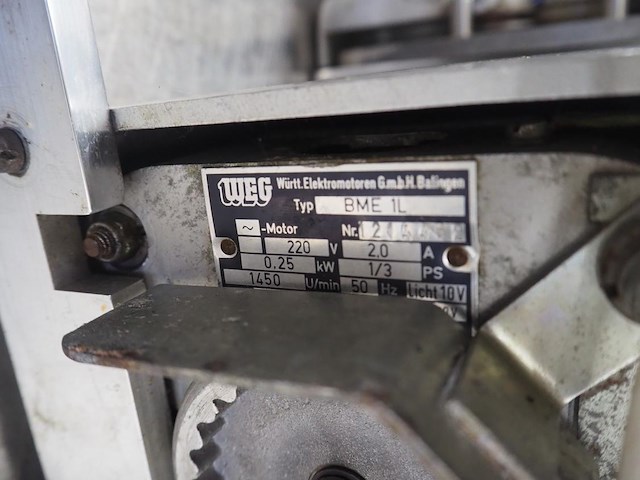 WEG Württ. Elektromotoren G.m.b.H. Balingen
Typ BME 1L
~ -Motor Nr.
220 V 2,0 A
0.25 kW 1/3 PS
1450 U/min 50 Hz Licht 10V